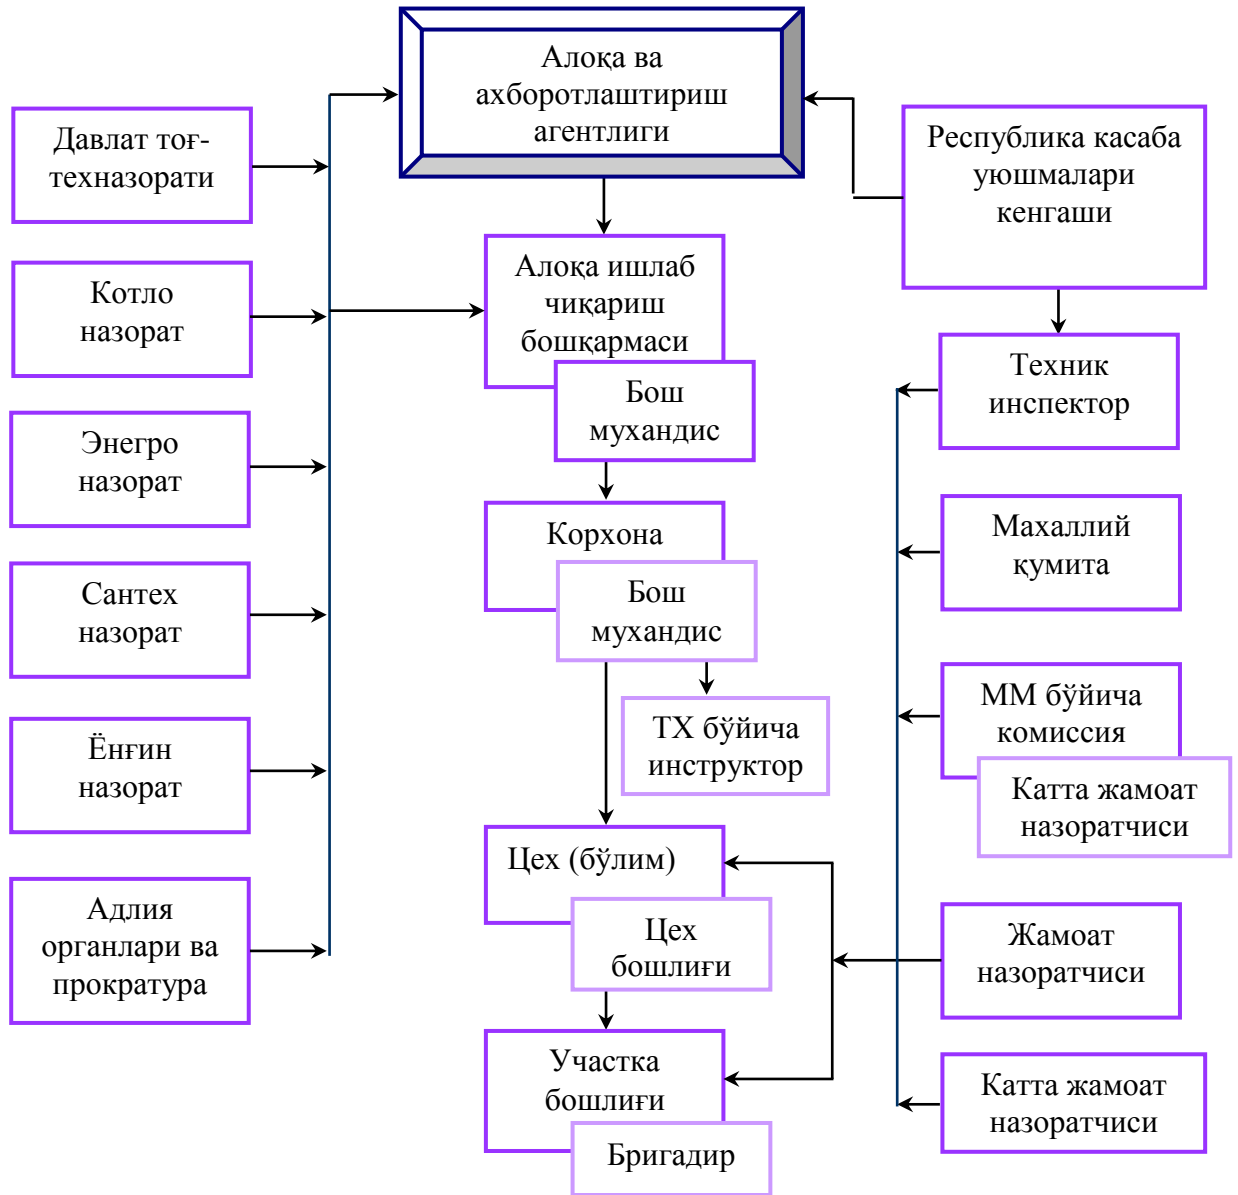 Алоқа ва
ахборотлаштириш
агентлиги
Давлат тоғ-
техназорати
Котло
назорат
Энегро
назорат
Сантех
назорат
Ёнғин
назорат
Адлия
органлари ва
прократура
Алоқа ишлаб
чиқариш
бошқармаси
Бош
мухандис
Корхона
Бош
мухандис
ТХ бўйича
инструктор
Цех (бўлим)
Цех
бошлиғи
Участка
бошлиғи
Бригадир
Республика касаба
уюшмалари
кенгаши
Техник
инспектор
Махаллий
қумита
ММ бўйича
комиссия
Катта жамоат
назоратчиси
Жамоат
назоратчиси
Катта жамоат
назоратчиси